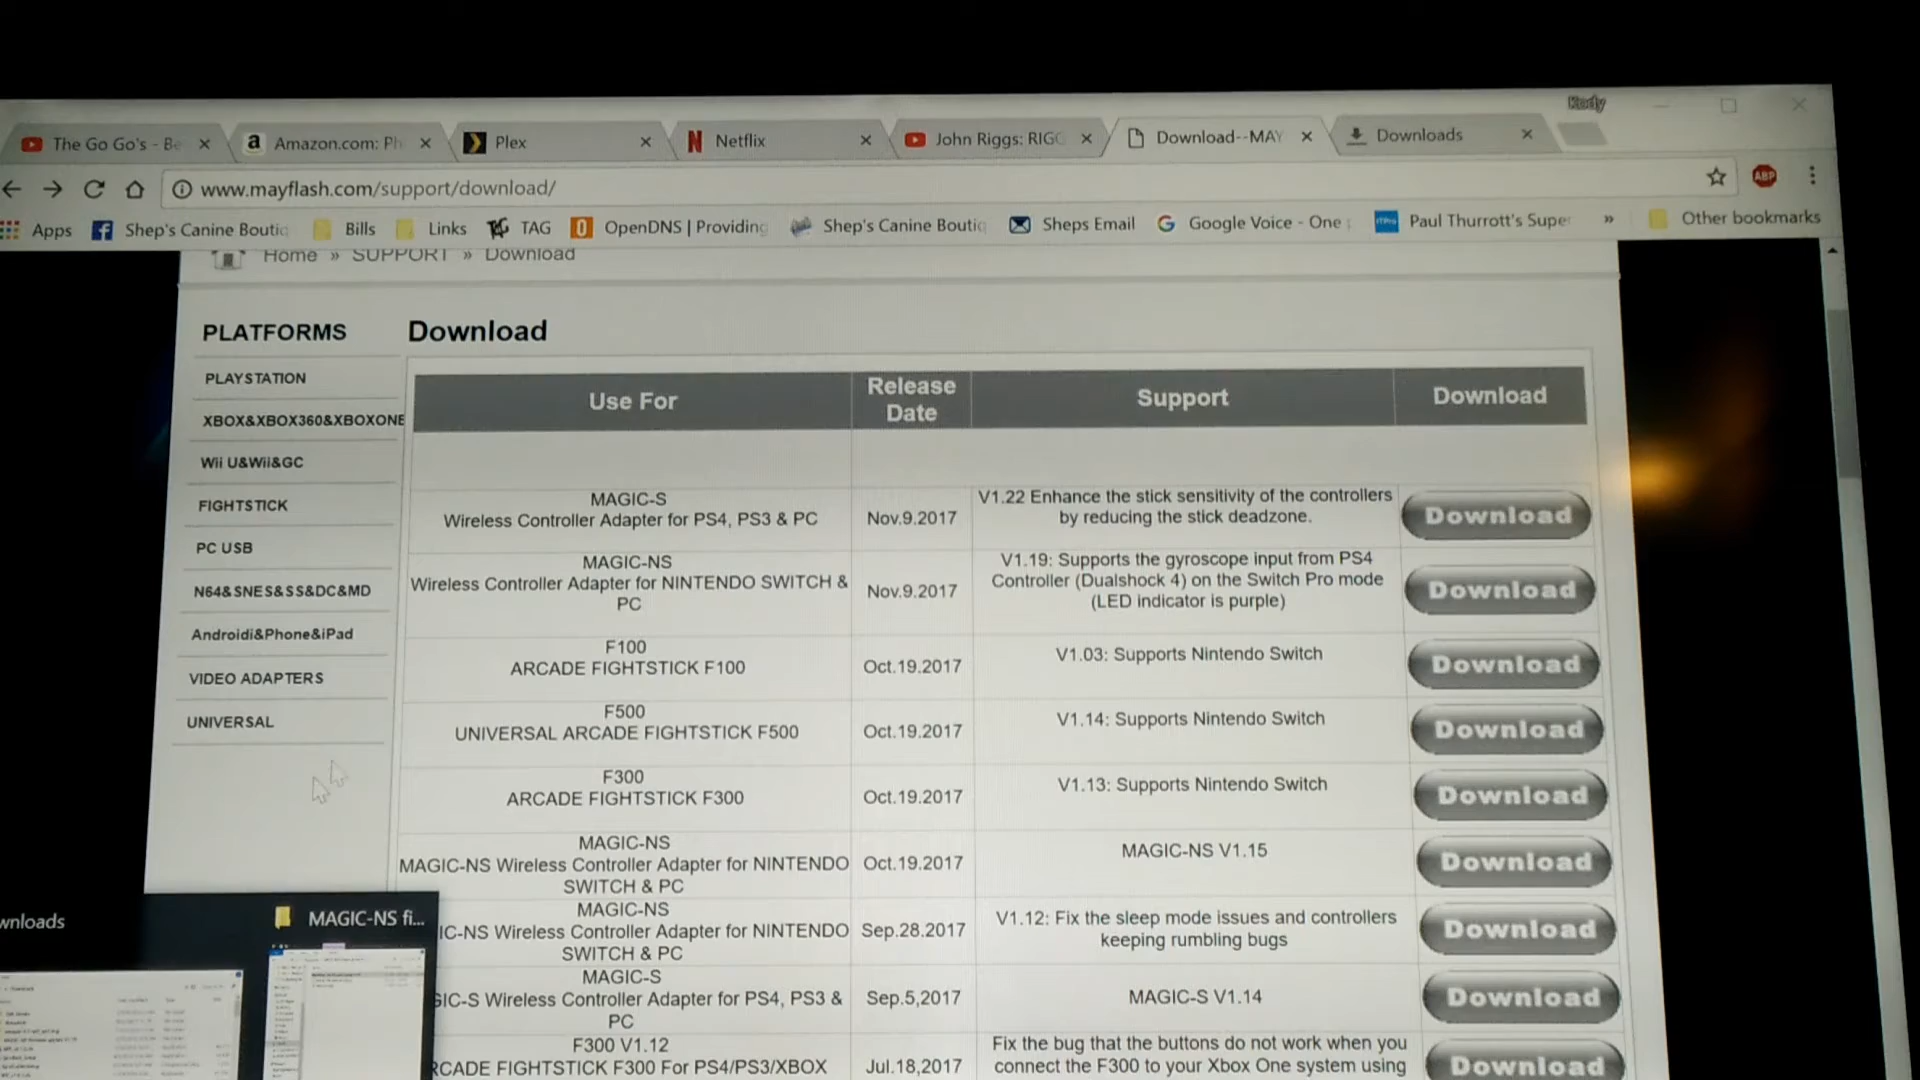 Kody
The Go Go's - Be
Amazon.com: Ph
Plex
Netflix
John Riggs: RIGG
Download--MAY
Downloads
www.mayflash.com/support/download/
ABP
Apps
Shep's Canine Boutiq
Bills
Links
TAG
OpenDNS | Providing
Shep's Canine Boutiq
Sheps Email
Google Voice - One
Paul Thurrott's Supe
»
Other bookmarks
Home » SUPPORT » Download
PLATFORMS
PLAYSTATION
XBOX&XBOX360&XBOXONE
Wii U&Wii&GC
FIGHTSTICK
PC USB
N64&SNES&SS&DC&MD
Androidi&Phone&iPad
VIDEO ADAPTERS
UNIVERSAL
Download
Use For
Release Date
Support
Download
MAGIC-S
Wireless Controller Adapter for PS4, PS3 & PC
Nov.9.2017
V1.22 Enhance the stick sensitivity of the controllers
by reducing the stick deadzone.
Download
MAGIC-NS
Wireless Controller Adapter for NINTENDO SWITCH &
PC
Nov.9.2017
V1.19: Supports the gyroscope input from PS4
Controller (Dualshock 4) on the Switch Pro mode
(LED indicator is purple)
Download
F100
ARCADE FIGHTSTICK F100
Oct.19.2017
V1.03: Supports Nintendo Switch
Download
F500
UNIVERSAL ARCADE FIGHTSTICK F500
Oct.19.2017
V1.14: Supports Nintendo Switch
Download
F300
ARCADE FIGHTSTICK F300
Oct.19.2017
V1.13: Supports Nintendo Switch
Download
MAGIC-NS
MAGIC-NS Wireless Controller Adapter for NINTENDO
SWITCH & PC
Oct.19.2017
MAGIC-NS V1.15
Download
MAGIC-NS
IC-NS Wireless Controller Adapter for NINTENDO
SWITCH & PC
Sep.28.2017
V1.12: Fix the sleep mode issues and controllers
keeping rumbling bugs
Download
MAGIC-S
GIC-S Wireless Controller Adapter for PS4, PS3 &
PC
Sep.5,2017
MAGIC-S V1.14
Download
F300 V1.12
RCADE FIGHTSTICK F300 For PS4/PS3/XBOX
Jul.18,2017
Fix the bug that the buttons do not work when you
connect the F300 to your Xbox One system using
Download
wnloads
MAGIC-NS fi...